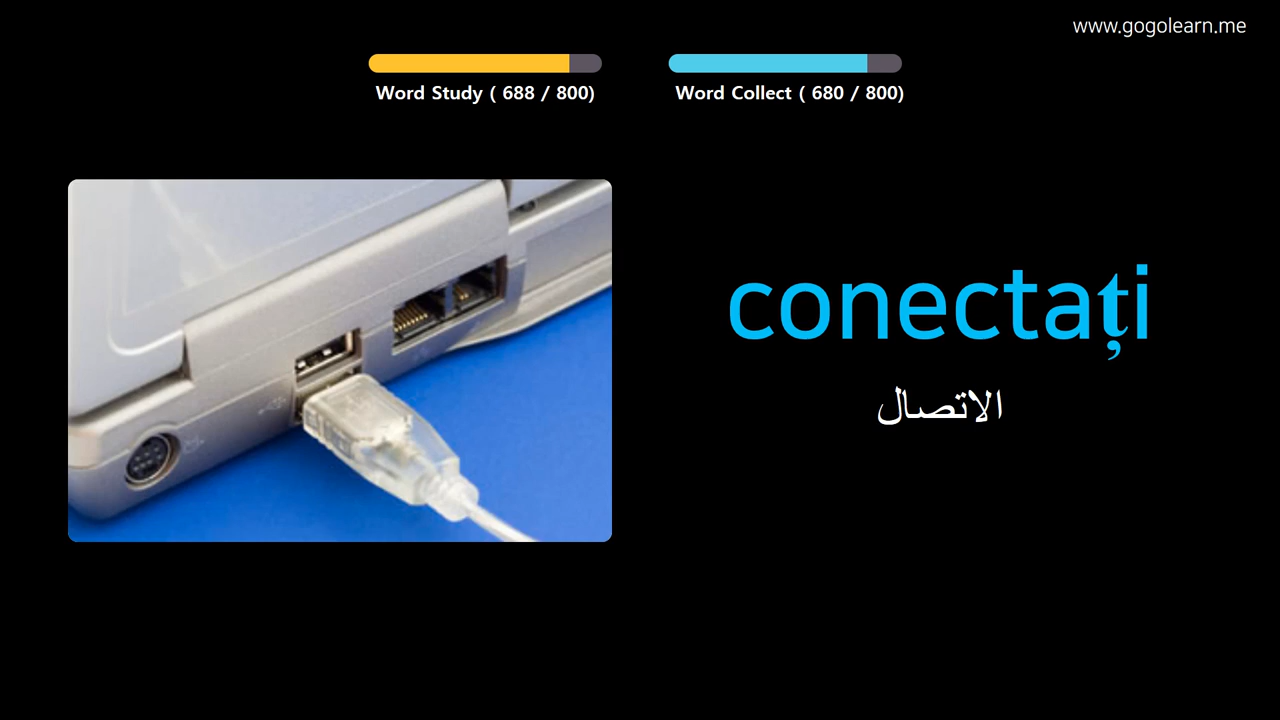 www.gogolearn.me
Word Study ( 688 / 800)
Word Collect ( 680 / 800)
conectați
الاتصال